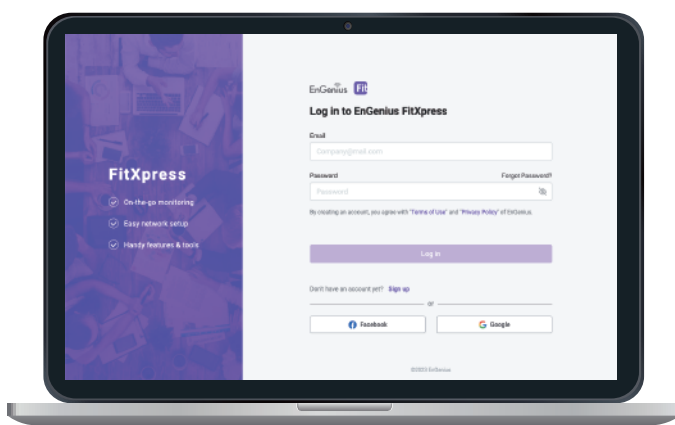 FitXpress
On-the-go monitoring
Easy network setup
Handy features & tools
EnGenius Fit
Log in to EnGenius FitXpress
Email
Company@mail.com
Password Forgot Password?
Password
By creating an account, you agree with "Terms of Use" and "Privacy Policy" of EnGenius.
Log in
Don't have an account yet? Sign up
or
Facebook Google
EnGenius